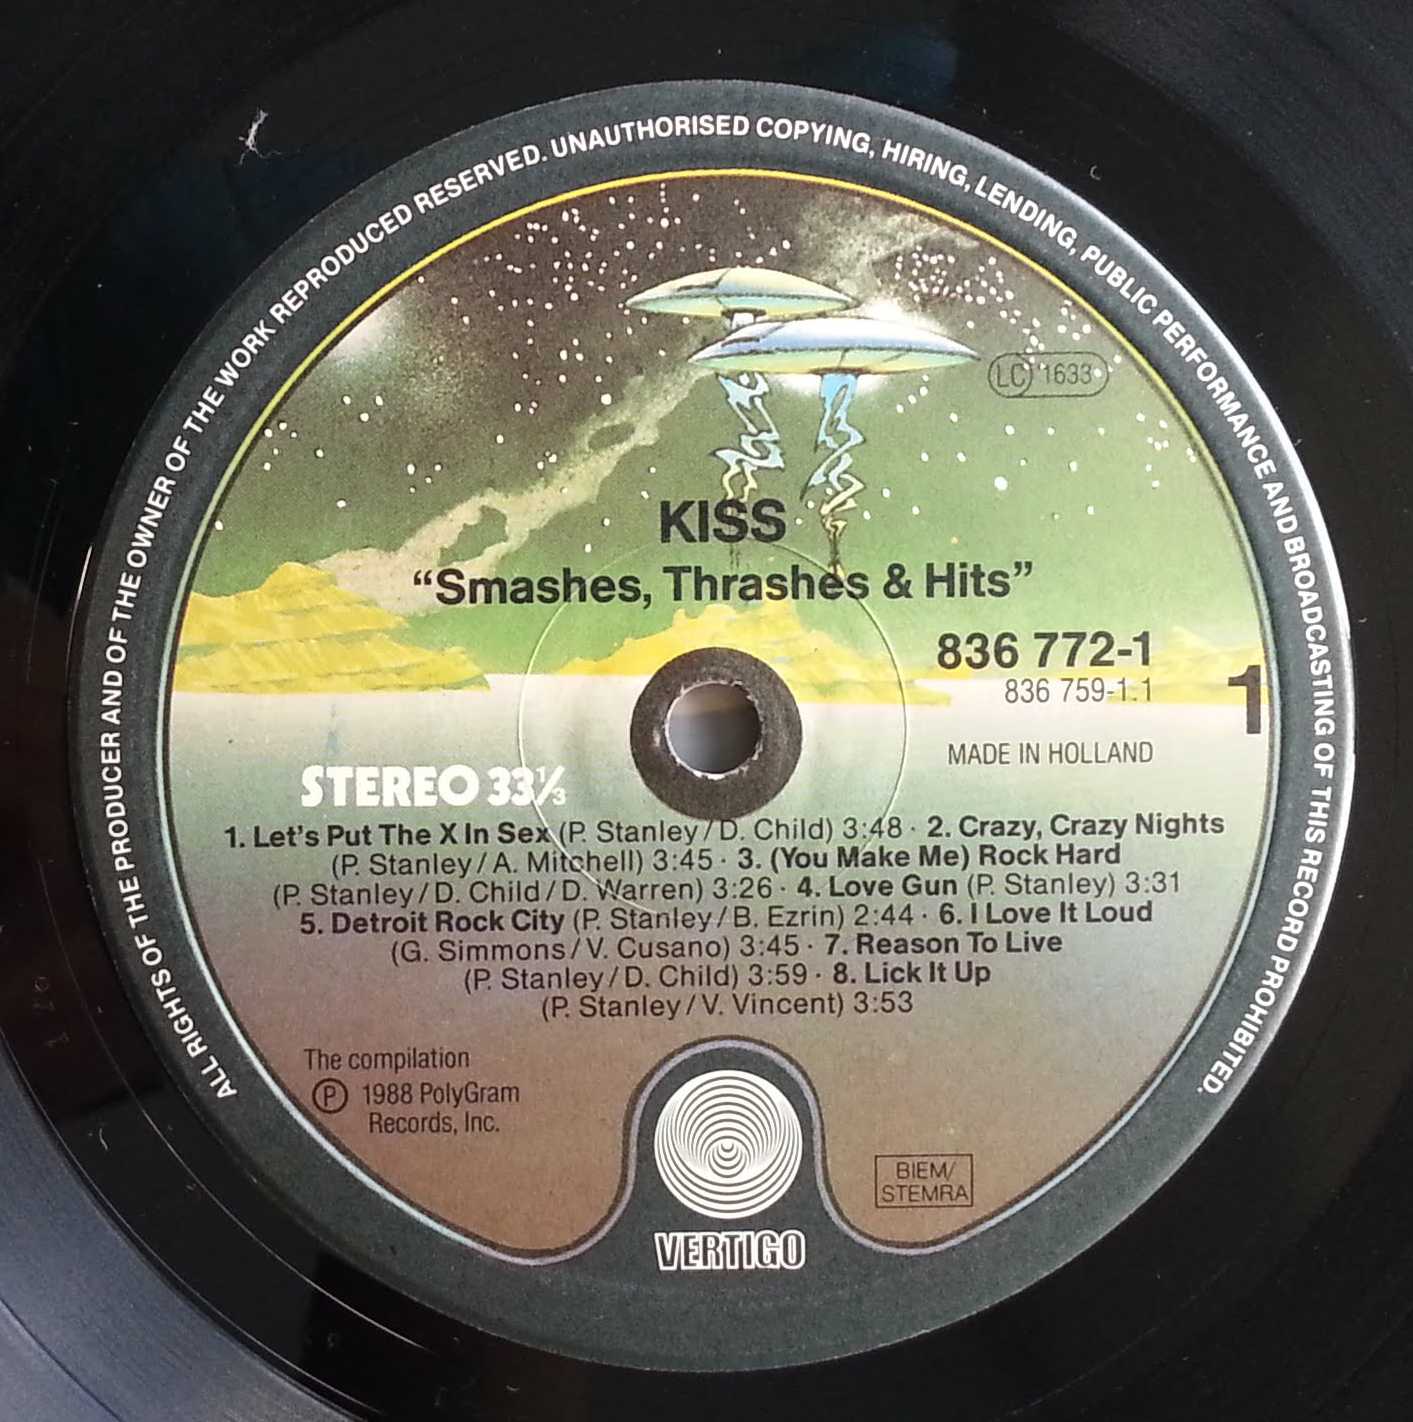 ALL RIGHTS OF THE PRODUCER AND OF THE OWNER OF THE WORK REPRODUCED RESERVED. UNAUTHORISED COPYING, HIRING, LENDING, PUBLIC PERFORMANCE AND BROADCASTING OF THIS RECORD PROHIBITED.
LC 1633
KISS
“Smashes, Thrashes & Hits”
836 772-1
836 759-1.1
1
MADE IN HOLLAND
STEREO 33⅓
1. Let's Put The X In Sex (P. Stanley / D. Child) 3:48 · 2. Crazy, Crazy Nights
(P. Stanley / A. Mitchell) 3:45 · 3. (You Make Me) Rock Hard
(P. Stanley / D. Child / D. Warren) 3:26 · 4. Love Gun (P. Stanley) 3:31
5. Detroit Rock City (P. Stanley / B. Ezrin) 2:44 · 6. I Love It Loud
(G. Simmons / V. Cusano) 3:45 · 7. Reason To Live
(P. Stanley / D. Child) 3:59 · 8. Lick It Up
(P. Stanley / V. Vincent) 3:53
The compilation
Ⓟ 1988 PolyGram
Records, Inc.
BIEM/
STEMRA
VERTIGO